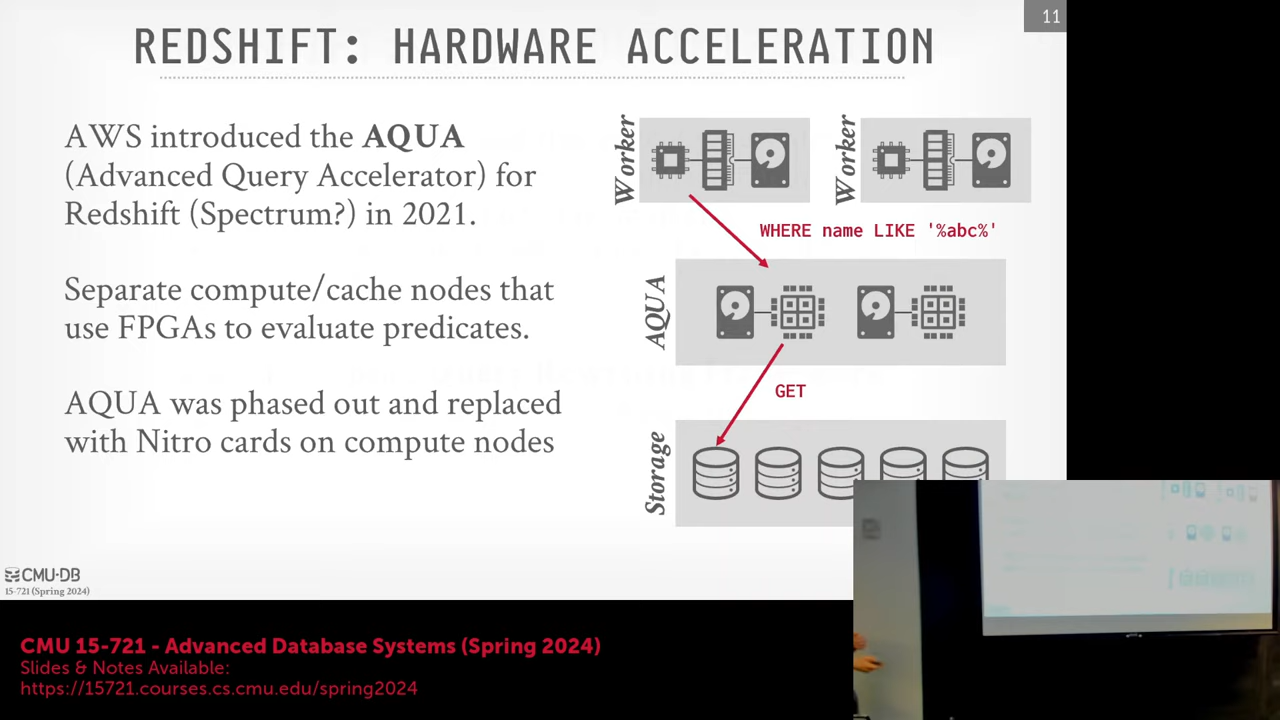 11
REDSHIFT: HARDWARE ACCELERATION
AWS introduced the AQUA
(Advanced Query Accelerator) for
Redshift (Spectrum?) in 2021.
Separate compute/cache nodes that
use FPGAs to evaluate predicates.
AQUA was phased out and replaced
with Nitro cards on compute nodes
Worker
Worker
WHERE name LIKE '%abc%'
AQUA
GET
Storage
CMU·DB
15-721 (Spring 2024)
CMU 15-721 - Advanced Database Systems (Spring 2024)
Slides & Notes Available:
https://15721.courses.cs.cmu.edu/spring2024